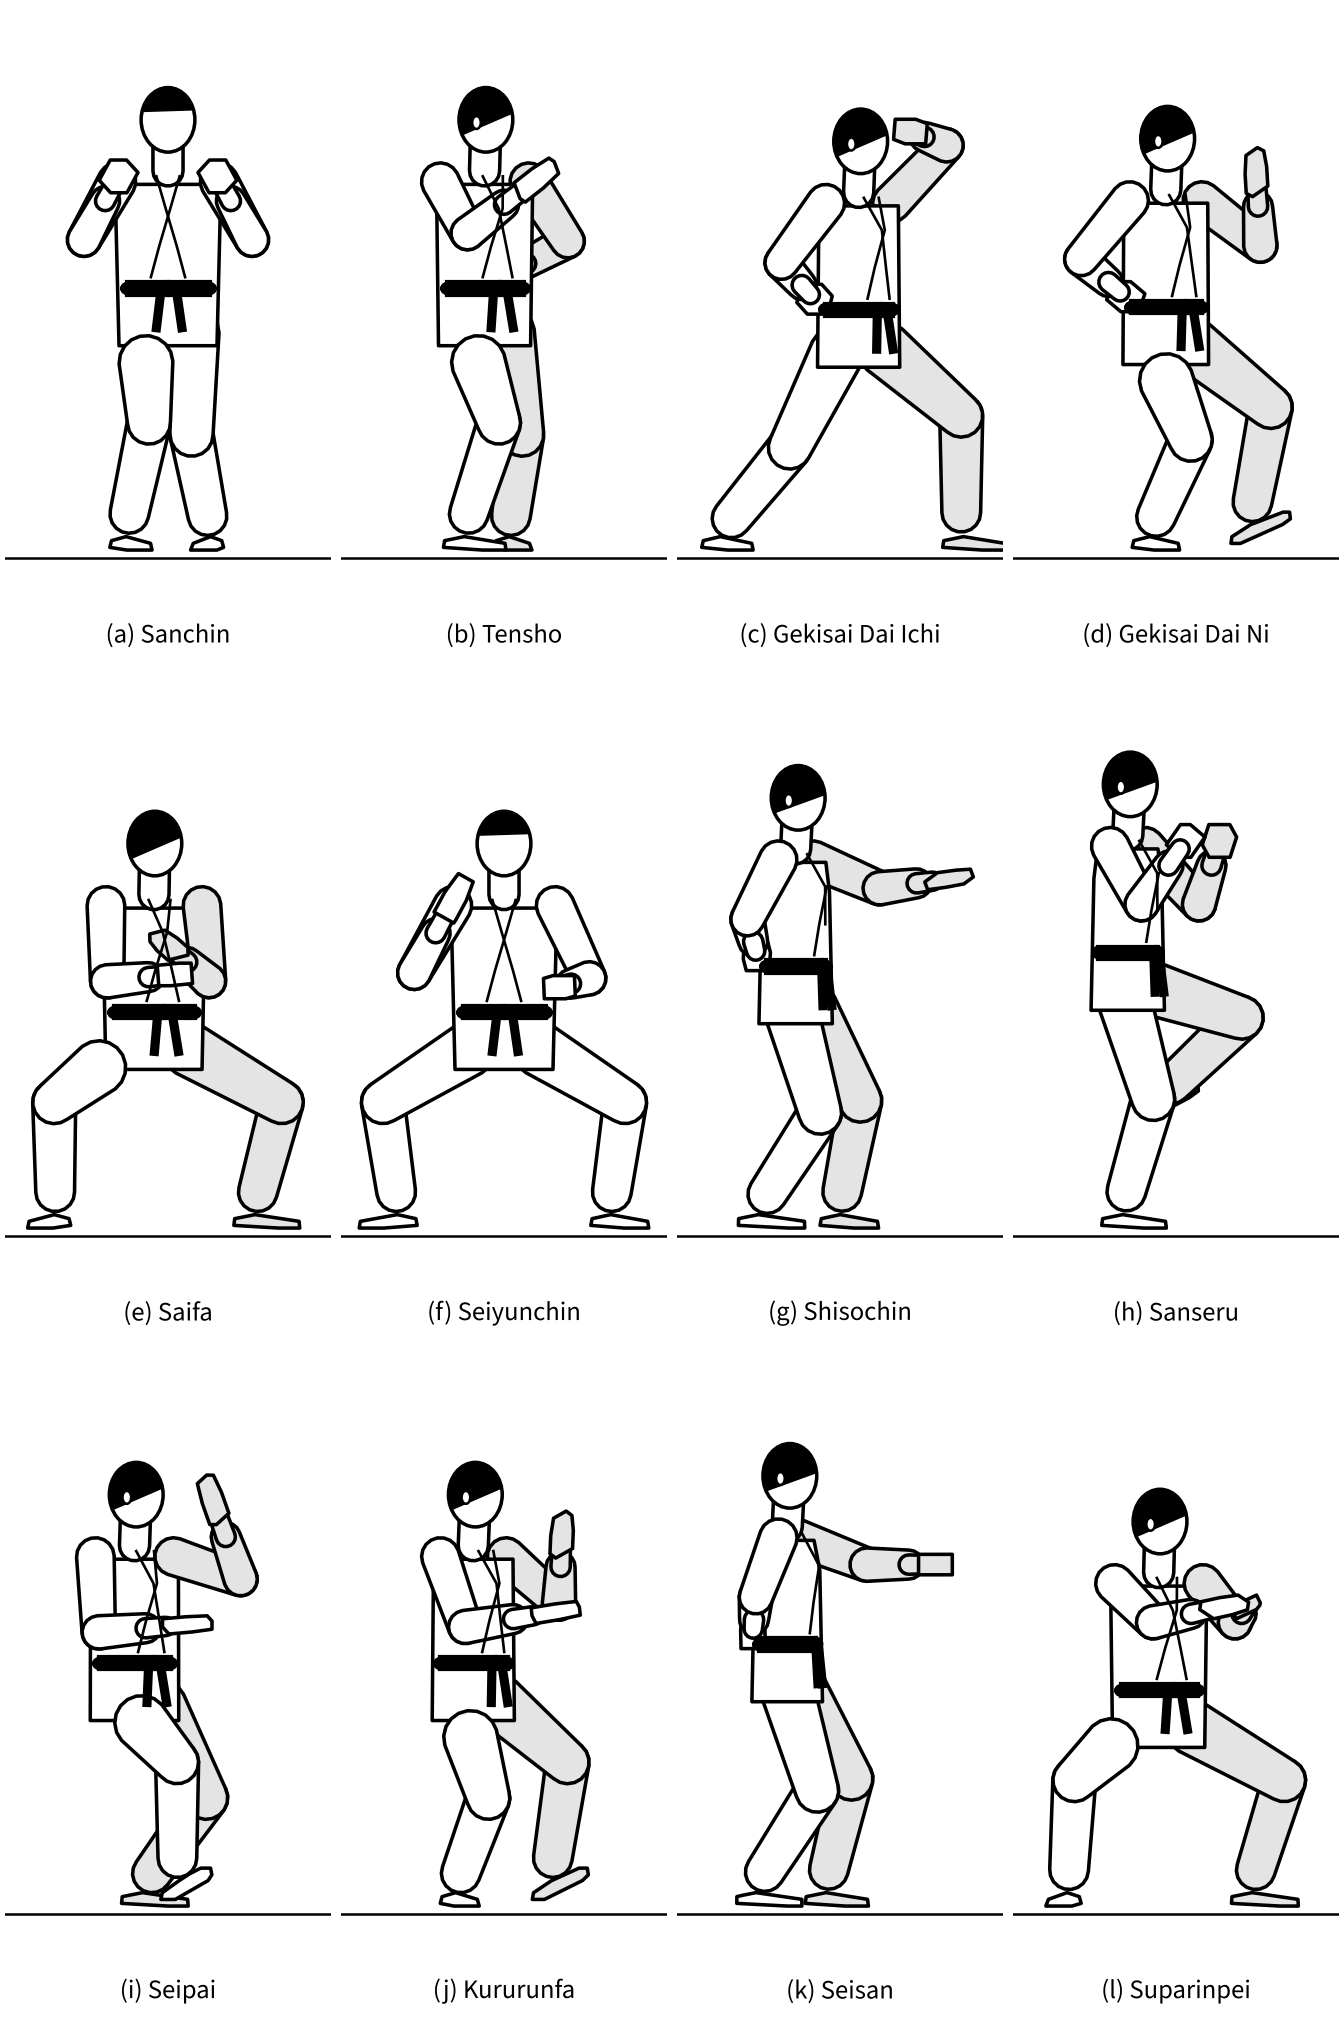 (a) Sanchin
(b) Tensho
(c) Gekisai Dai Ichi
(d) Gekisai Dai Ni
(e) Saifa
(f) Seiyunchin
(g) Shisochin
(h) Sanseru
(i) Seipai
(j) Kururunfa
(k) Seisan
(l) Suparinpei